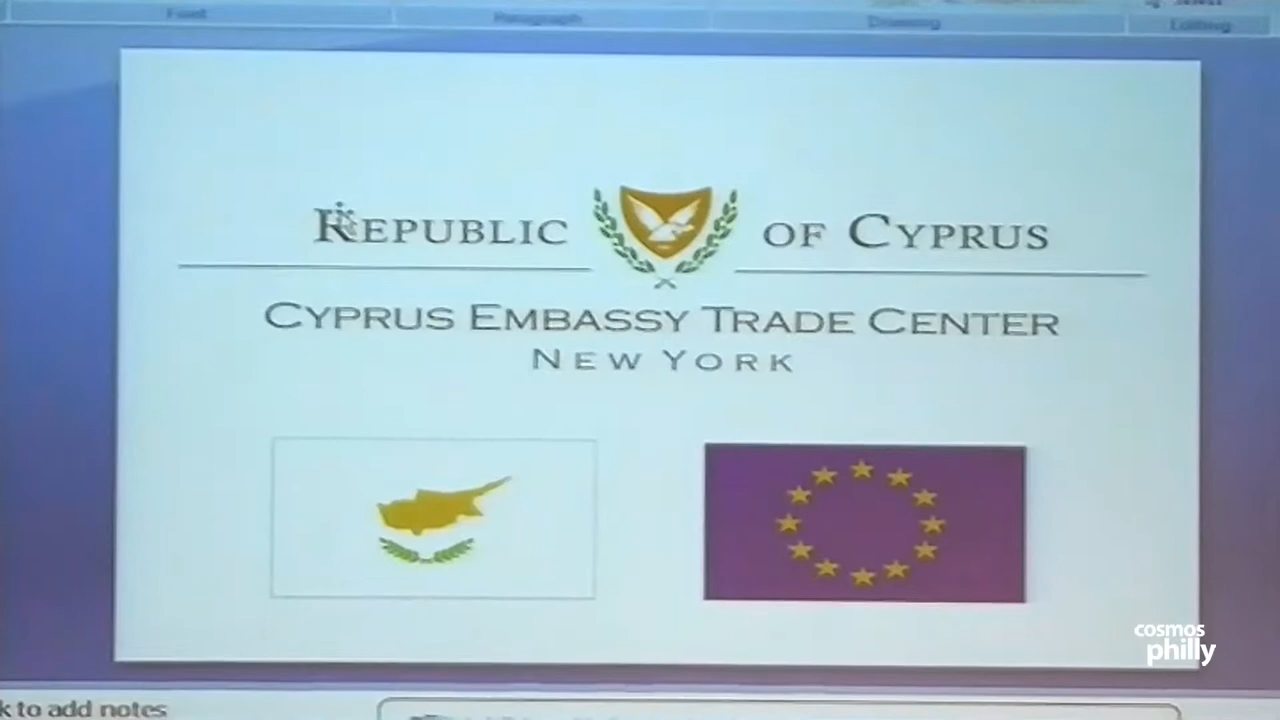 Font Paragraph Drawing Editing
REPUBLIC OF CYPRUS
CYPRUS EMBASSY TRADE CENTER
NEW YORK
cosmos
philly
k to add notes